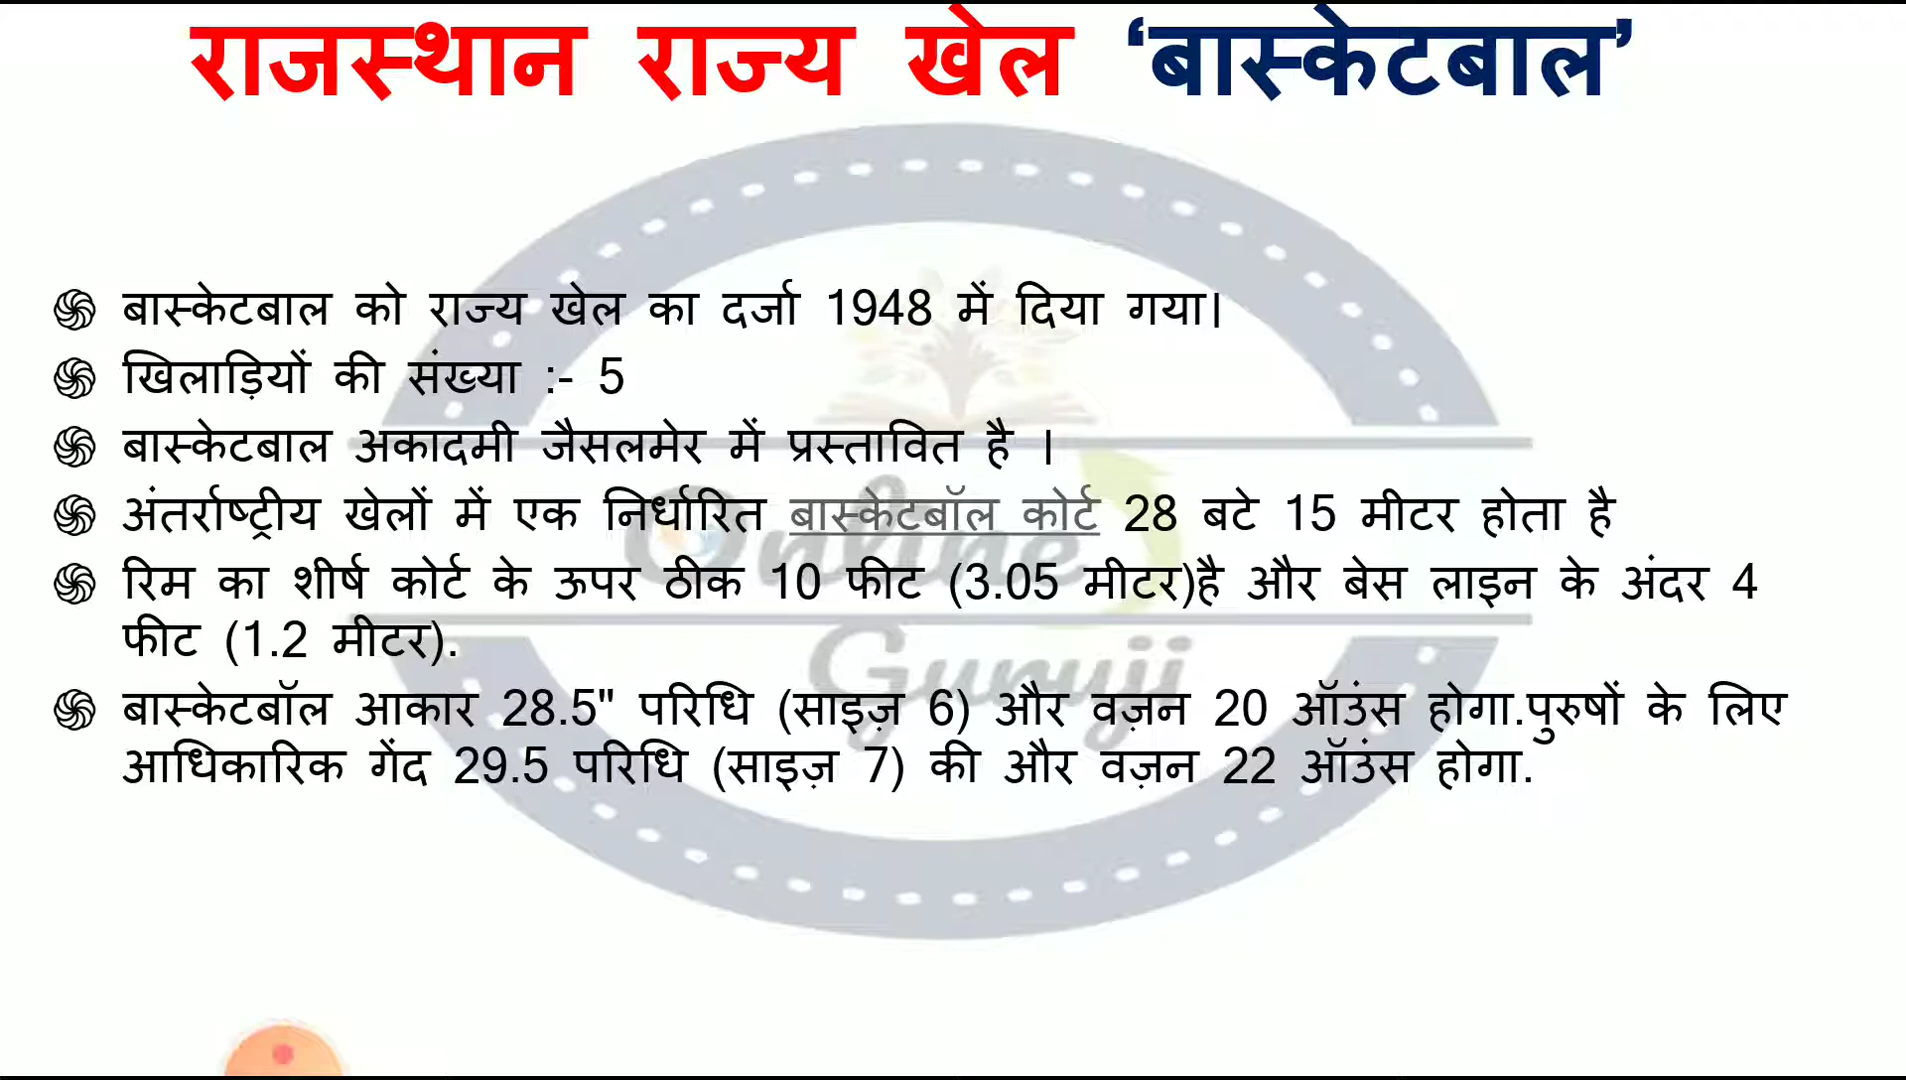 राजस्थान राज्य खेल ‘बास्केटबाल’
बास्केटबाल को राज्य खेल का दर्जा 1948 में दिया गया।
खिलाड़ियों की संख्या :- 5
बास्केटबाल अकादमी जैसलमेर में प्रस्तावित है ।
अंतर्राष्ट्रीय खेलों में एक निर्धारित बास्केटबॉल कोर्ट 28 बटे 15 मीटर होता है
Online
रिम का शीर्ष कोर्ट के ऊपर ठीक 10 फीट (3.05 मीटर)है और बेस लाइन के अंदर 4
फीट (1.2 मीटर).
Guruji
बास्केटबॉल आकार 28.5" परिधि (साइज़ 6) और वज़न 20 ऑउंस होगा.पुरुषों के लिए
आधिकारिक गेंद 29.5 परिधि (साइज़ 7) की और वज़न 22 ऑउंस होगा.